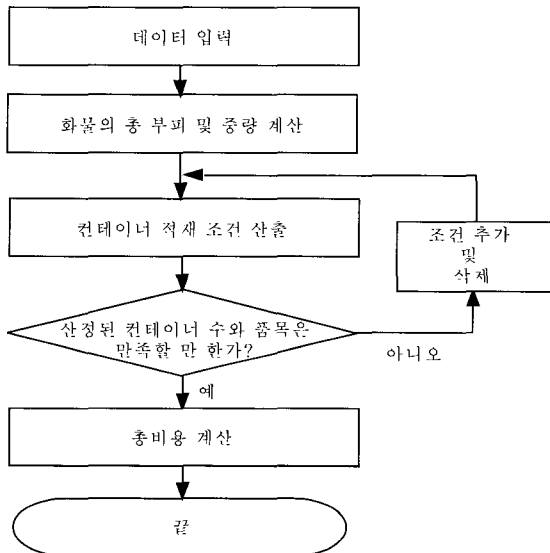 데이터 입력
화물의 총 부피 및 중량 계산
컨테이너 적재 조건 산출
조건 추가
및
삭제
산정된 컨테이너 수와 품목은
만족할 만 한가?
아니오
예
총비용 계산
끝